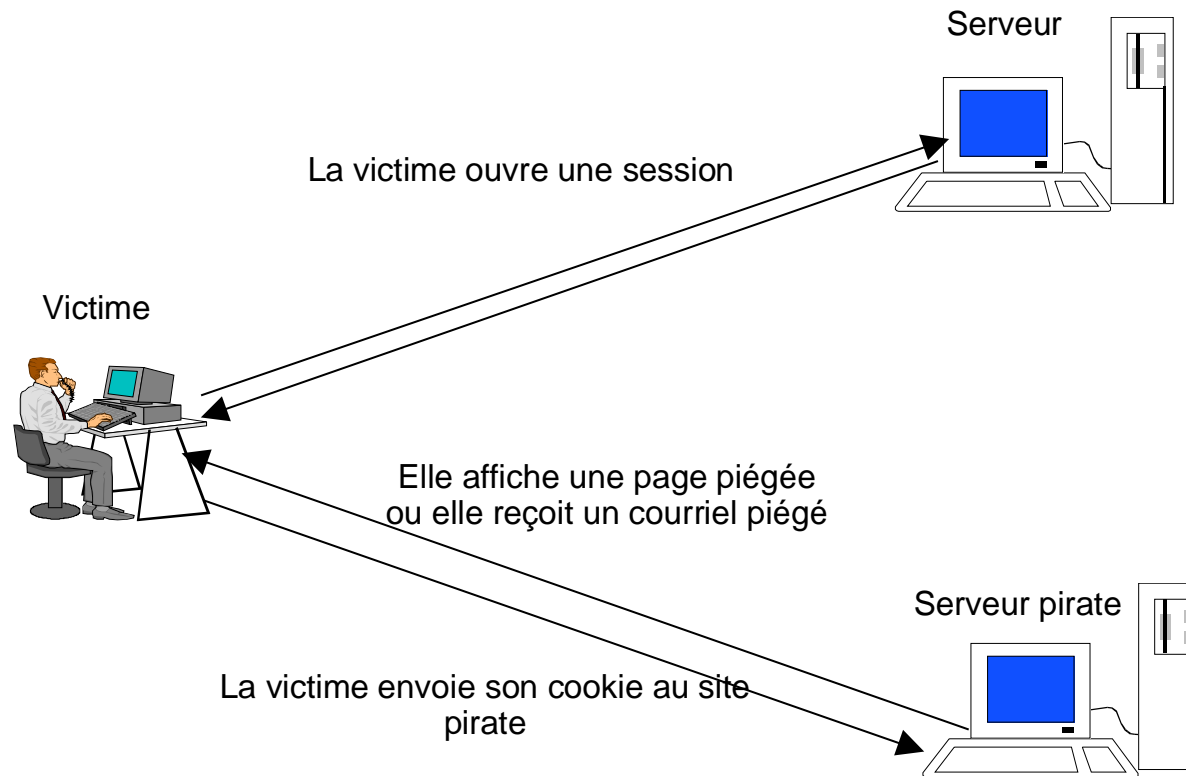 Serveur
La victime ouvre une session
Victime
Elle affiche une page piégée
ou elle reçoit un courriel piégé
Serveur pirate
La victime envoie son cookie au site
pirate